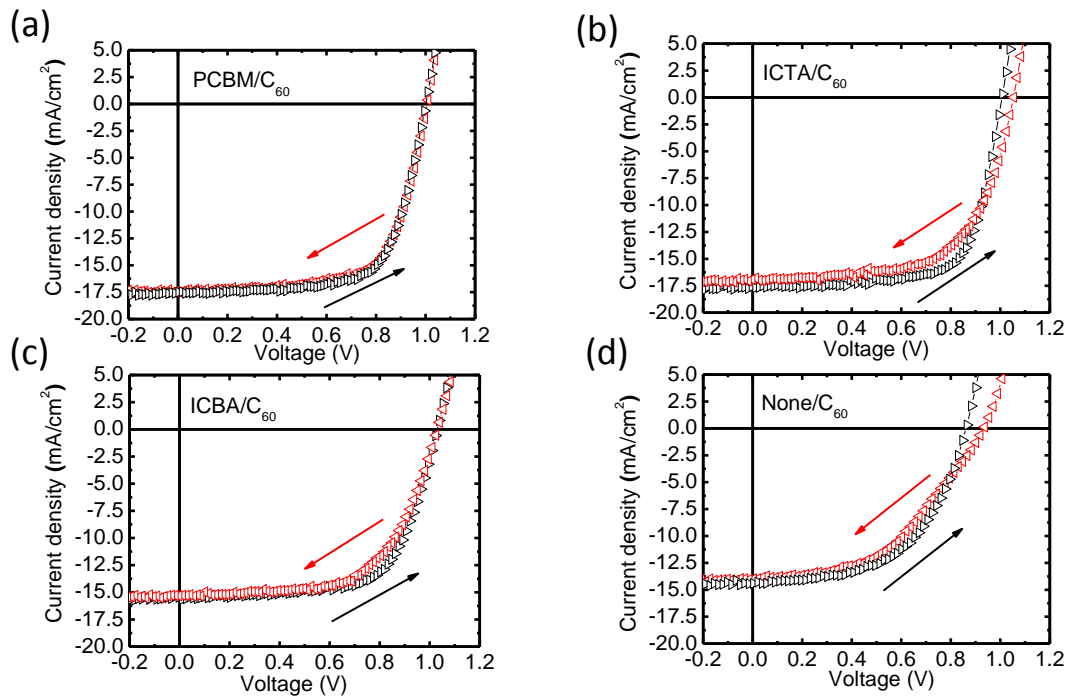 (a)
5.0
2.5
0.0
-2.5
-5.0
-7.5
-10.0
-12.5
-15.0
-17.5
-20.0
Current density (mA/cm²)
PCBM/C₆₀
-0.2 0.0 0.2 0.4 0.6 0.8 1.0 1.2
Voltage (V)
(b)
5.0
2.5
0.0
-2.5
-5.0
-7.5
-10.0
-12.5
-15.0
-17.5
-20.0
Current density (mA/cm²)
ICTA/C₆₀
-0.2 0.0 0.2 0.4 0.6 0.8 1.0 1.2
Voltage (V)
(c)
5.0
2.5
0.0
-2.5
-5.0
-7.5
-10.0
-12.5
-15.0
-17.5
-20.0
Current density (mA/cm²)
ICBA/C₆₀
-0.2 0.0 0.2 0.4 0.6 0.8 1.0 1.2
Voltage (V)
(d)
5.0
2.5
0.0
-2.5
-5.0
-7.5
-10.0
-12.5
-15.0
-17.5
-20.0
Current density (mA/cm²)
None/C₆₀
-0.2 0.0 0.2 0.4 0.6 0.8 1.0 1.2
Voltage (V)